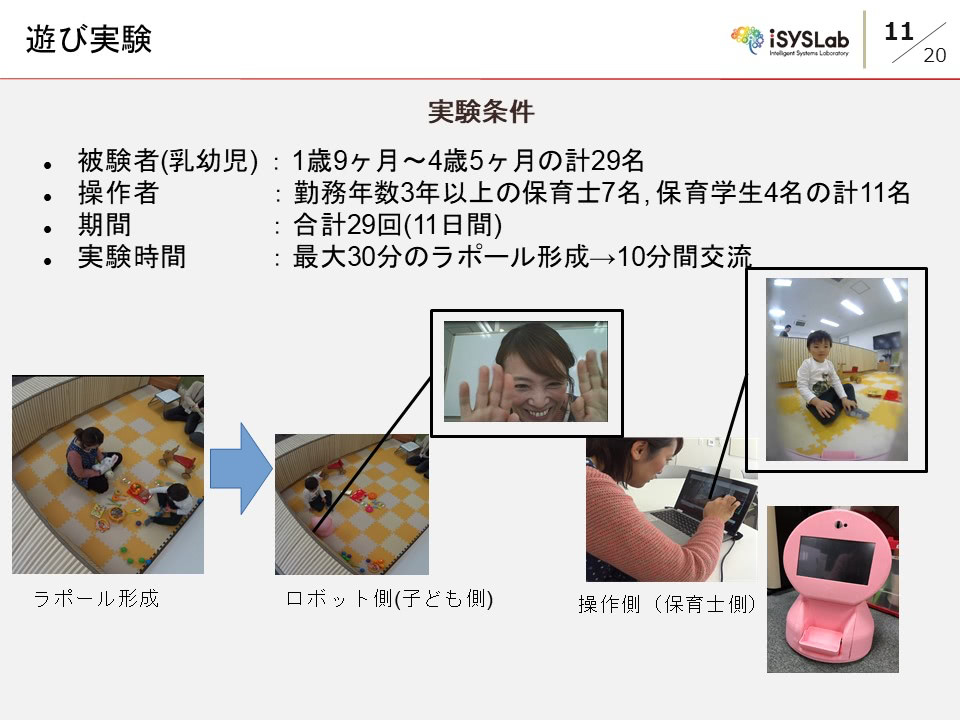 遊び実験
iSYSLab
Intelligent Systems Laboratory
11
20
実験条件
● 被験者(乳幼児) : 1歳9ヶ月～4歳5ヶ月の計29名
● 操作者 : 勤務年数3年以上の保育士7名, 保育学生4名の計11名
● 期間 : 合計29回(11日間)
● 実験時間 : 最大30分のラポール形成→10分間交流
ラポール形成
ロボット側(子ども側)
操作側（保育士側）